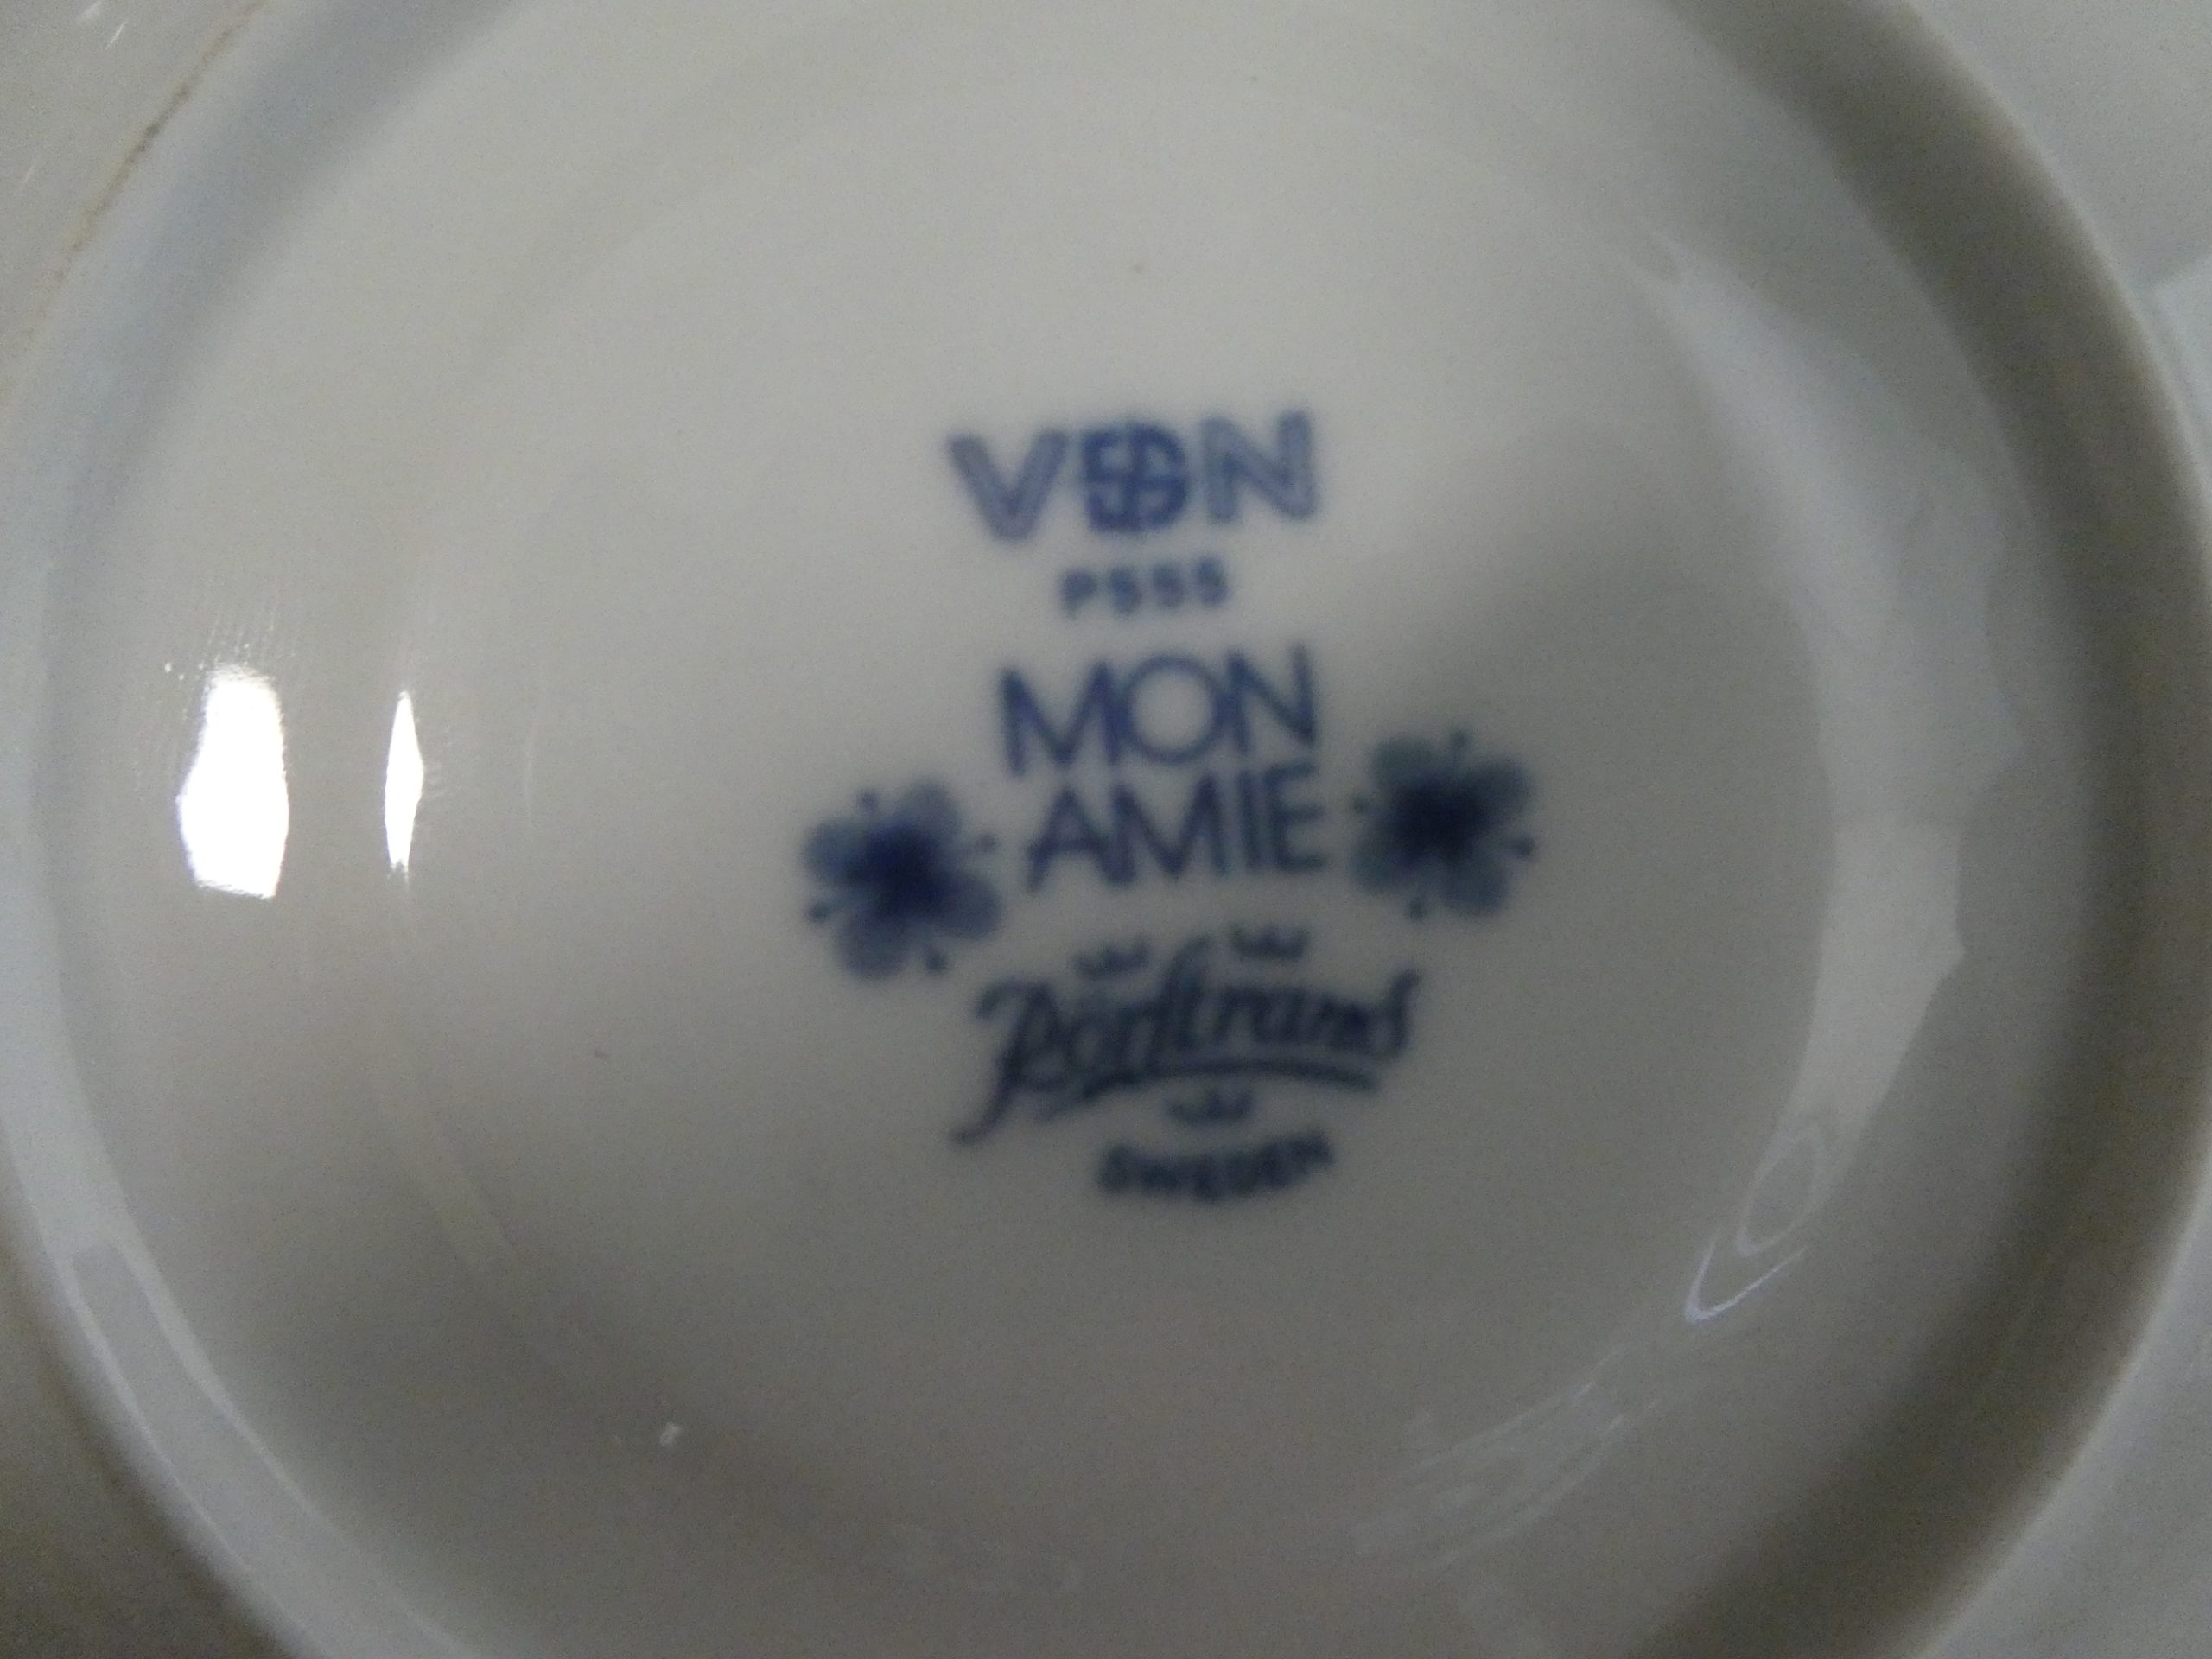 VDN
P555
MON
AMIE
Rörstrand
SWEDEN